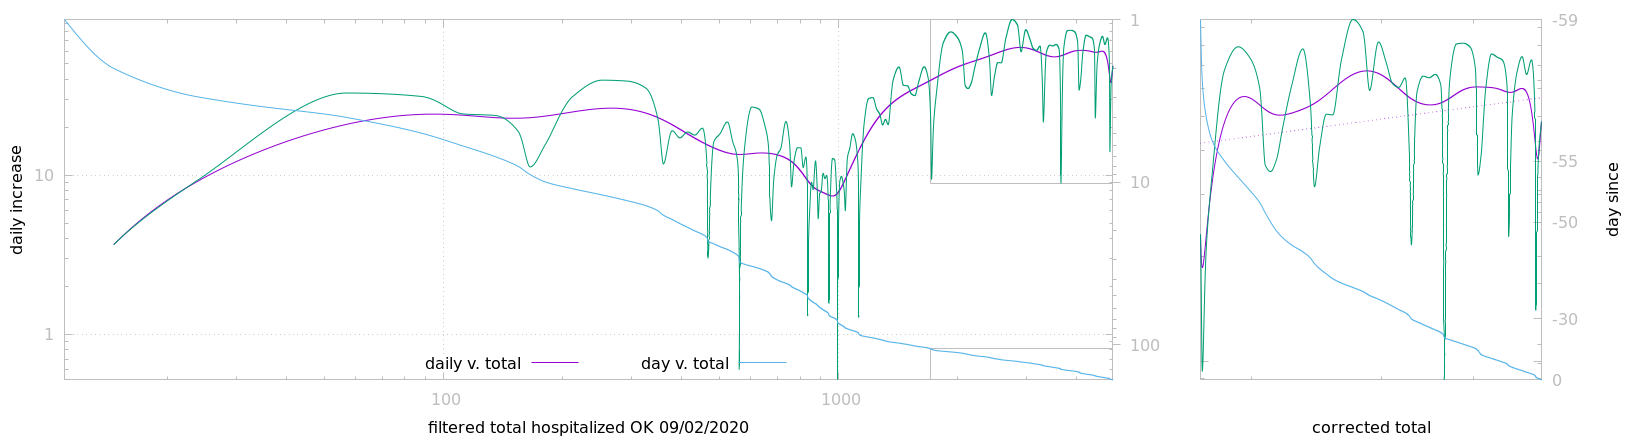 1
-59
daily increase
10
10
-55
-50
day since
1
-30
daily v. total
day v. total
100
0
100
1000
filtered total hospitalized OK 09/02/2020
corrected total